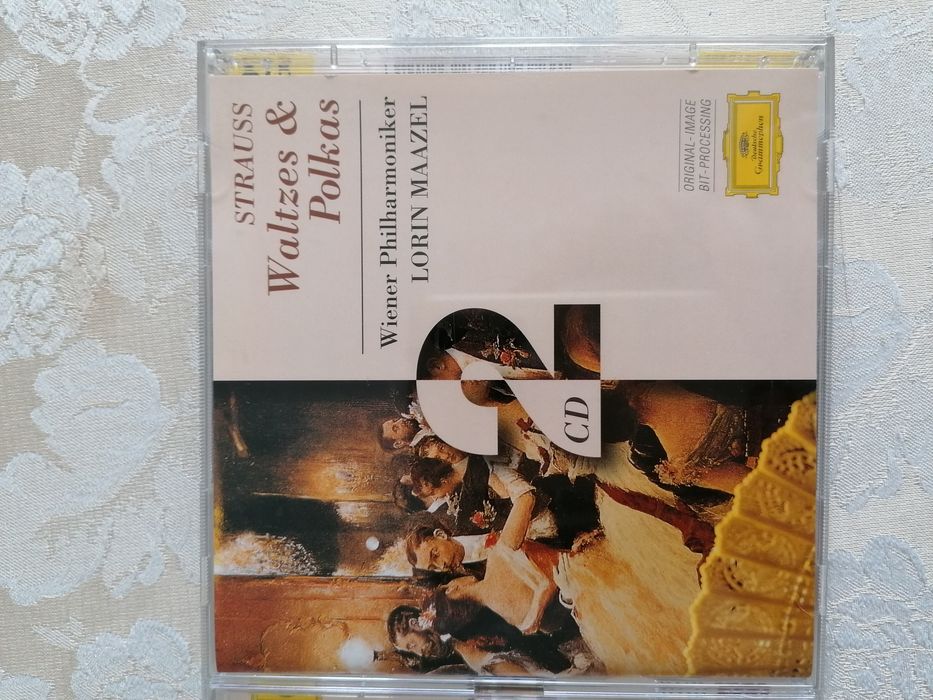 STRAUSS
Waltzes &
Polkas
Wiener Philharmoniker
LORIN MAAZEL
ORIGINAL-IMAGE
BIT-PROCESSING
Deutsche
Grammophon
2
CD